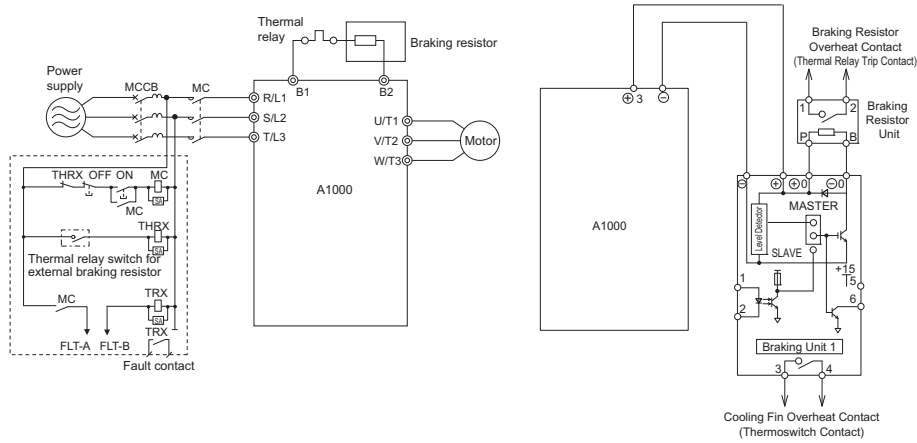 Thermal
relay
Braking resistor
Power
supply
MCCB
MC
B1
B2
R/L1
S/L2
T/L3
U/T1
V/T2
W/T3
Motor
A1000
THRX OFF ON MC
SA
MC
THRX
SA
Thermal relay switch for
external braking resistor
MC
TRX
SA
TRX
FLT-A
FLT-B
Fault contact
⊕ 3
⊖
A1000
Braking Resistor
Overheat Contact
(Thermal Relay Trip Contact)
1
2
P
B
Braking
Resistor
Unit
⊖
⊕
⊕0
⊖0
MASTER
Level Detector
SLAVE
+15
5
1
2
6
Braking Unit 1
3
4
Cooling Fin Overheat Contact
(Thermoswitch Contact)